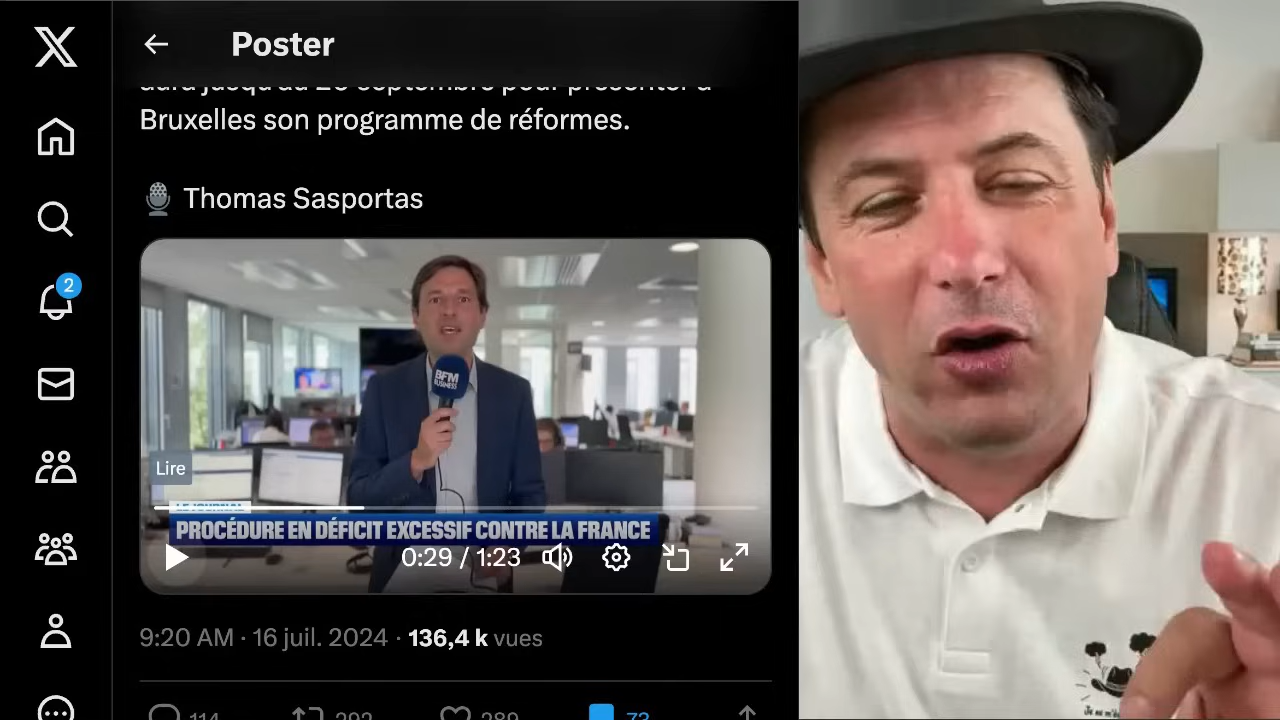 Poster
Bruxelles son programme de réformes.
Thomas Sasportas
BFM
BUSINESS
Lire
PROCÉDURE EN DÉFICIT EXCESSIF CONTRE LA FRANCE
0:29 / 1:23
2
9:20 AM · 16 juil. 2024 · 136,4 k vues